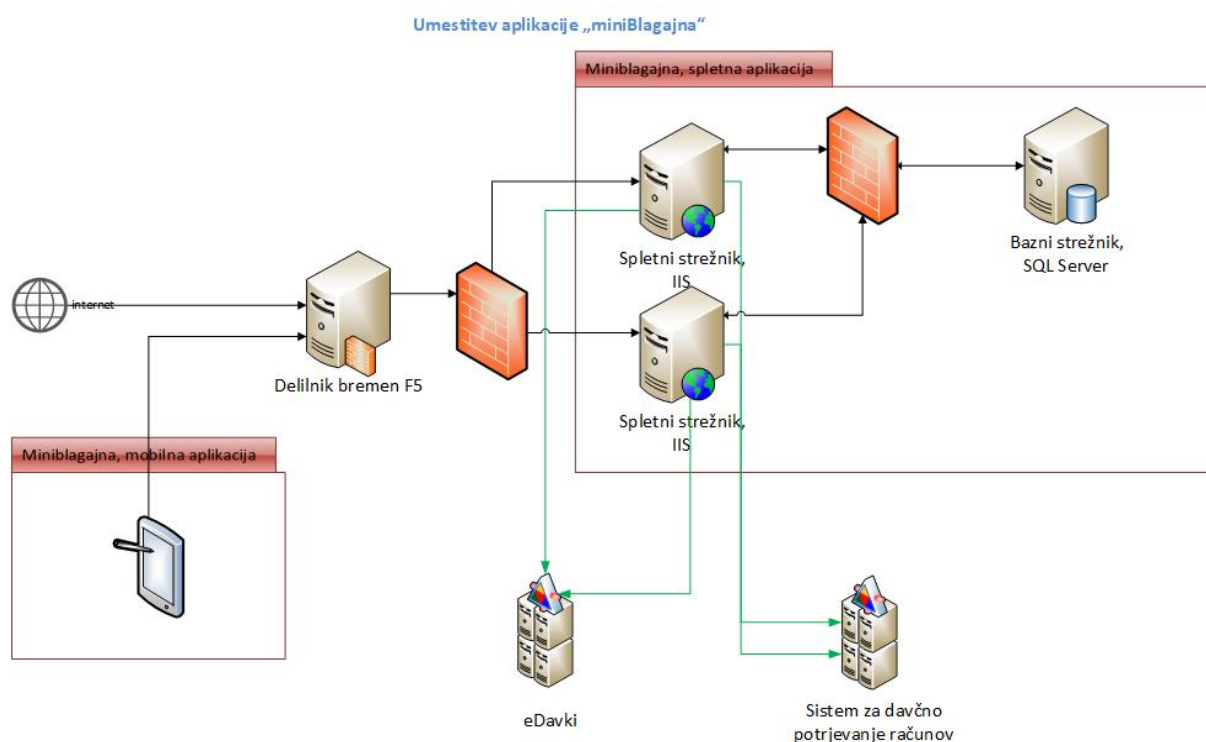 Umestitev aplikacije „miniBlagajna“
Miniblagajna, spletna aplikacija
Spletni strežnik,
IIS
Bazni strežnik,
SQL Server
internet
Delilnik bremen F5
Spletni strežnik,
IIS
Miniblagajna, mobilna aplikacija
eDavki
Sistem za davčno
potrjevanje računov